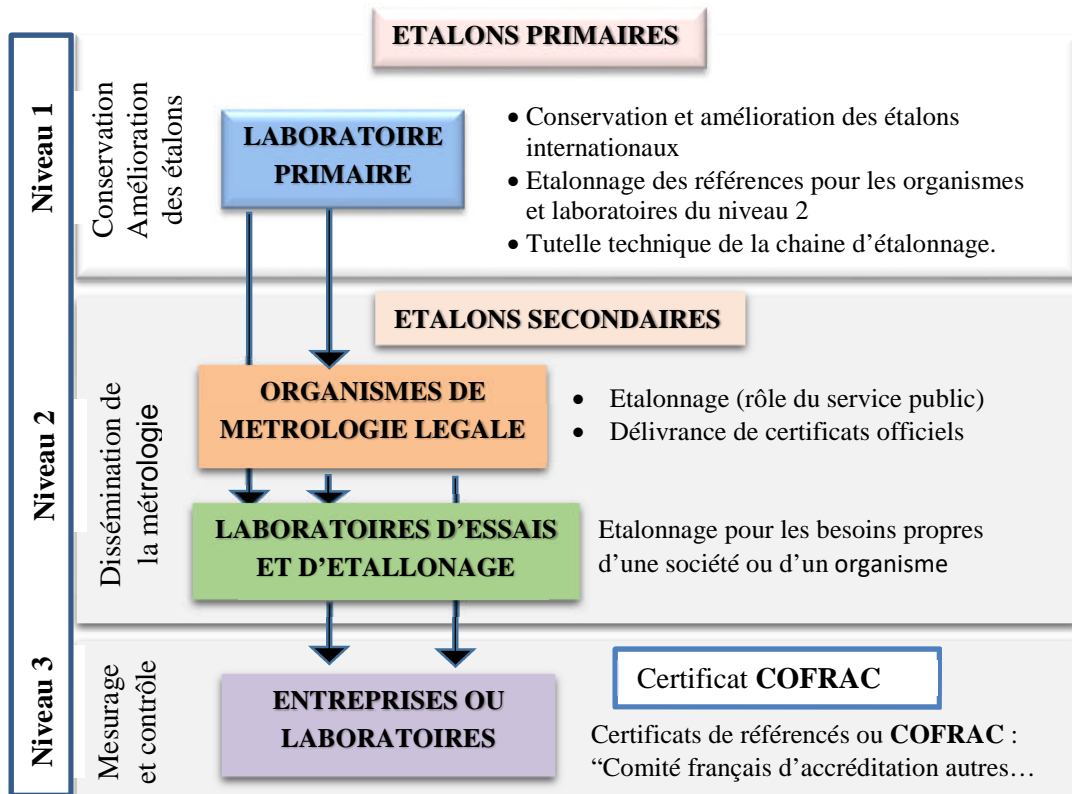 ETALONS PRIMAIRES
Niveau 1
Conservation
Amélioration
des étalons
LABORATOIRE
PRIMAIRE
• Conservation et amélioration des étalons
internationaux
• Etalonnage des références pour les organismes
et laboratoires du niveau 2
• Tutelle technique de la chaine d’étalonnage.
ETALONS SECONDAIRES
Niveau 2
Dissémination de
la métrologie
ORGANISMES DE
METROLOGIE LEGALE
• Etalonnage (rôle du service public)
• Délivrance de certificats officiels
LABORATOIRES D’ESSAIS
ET D’ETALLONAGE
Etalonnage pour les besoins propres
d’une société ou d’un organisme
Niveau 3
Mesurage
et contrôle
ENTREPRISES OU
LABORATOIRES
Certificat COFRAC
Certificats de référencés ou COFRAC :
“Comité français d’accréditation autres…